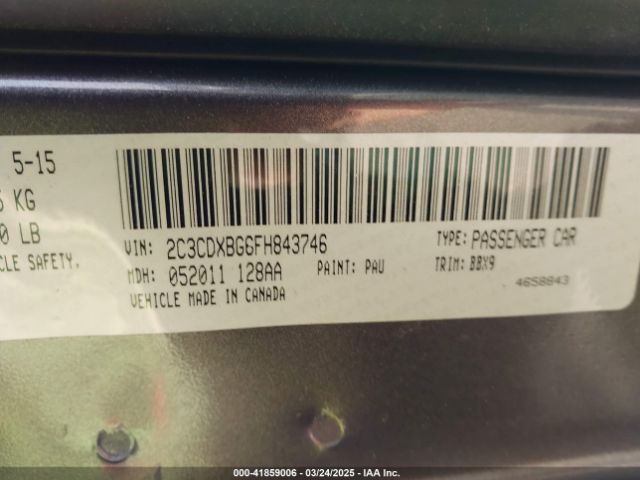 5-15
KG
0 LB
CLE SAFETY.
VIN: 2C3CDXBG6FH843746
TYPE: PASSENGER CAR
MDH: 052011 128AA
PAINT: PAU
TRIM: BBX9
VEHICLE MADE IN CANADA
4658843
000-41859006 - 03/24/2025 - IAA Inc.